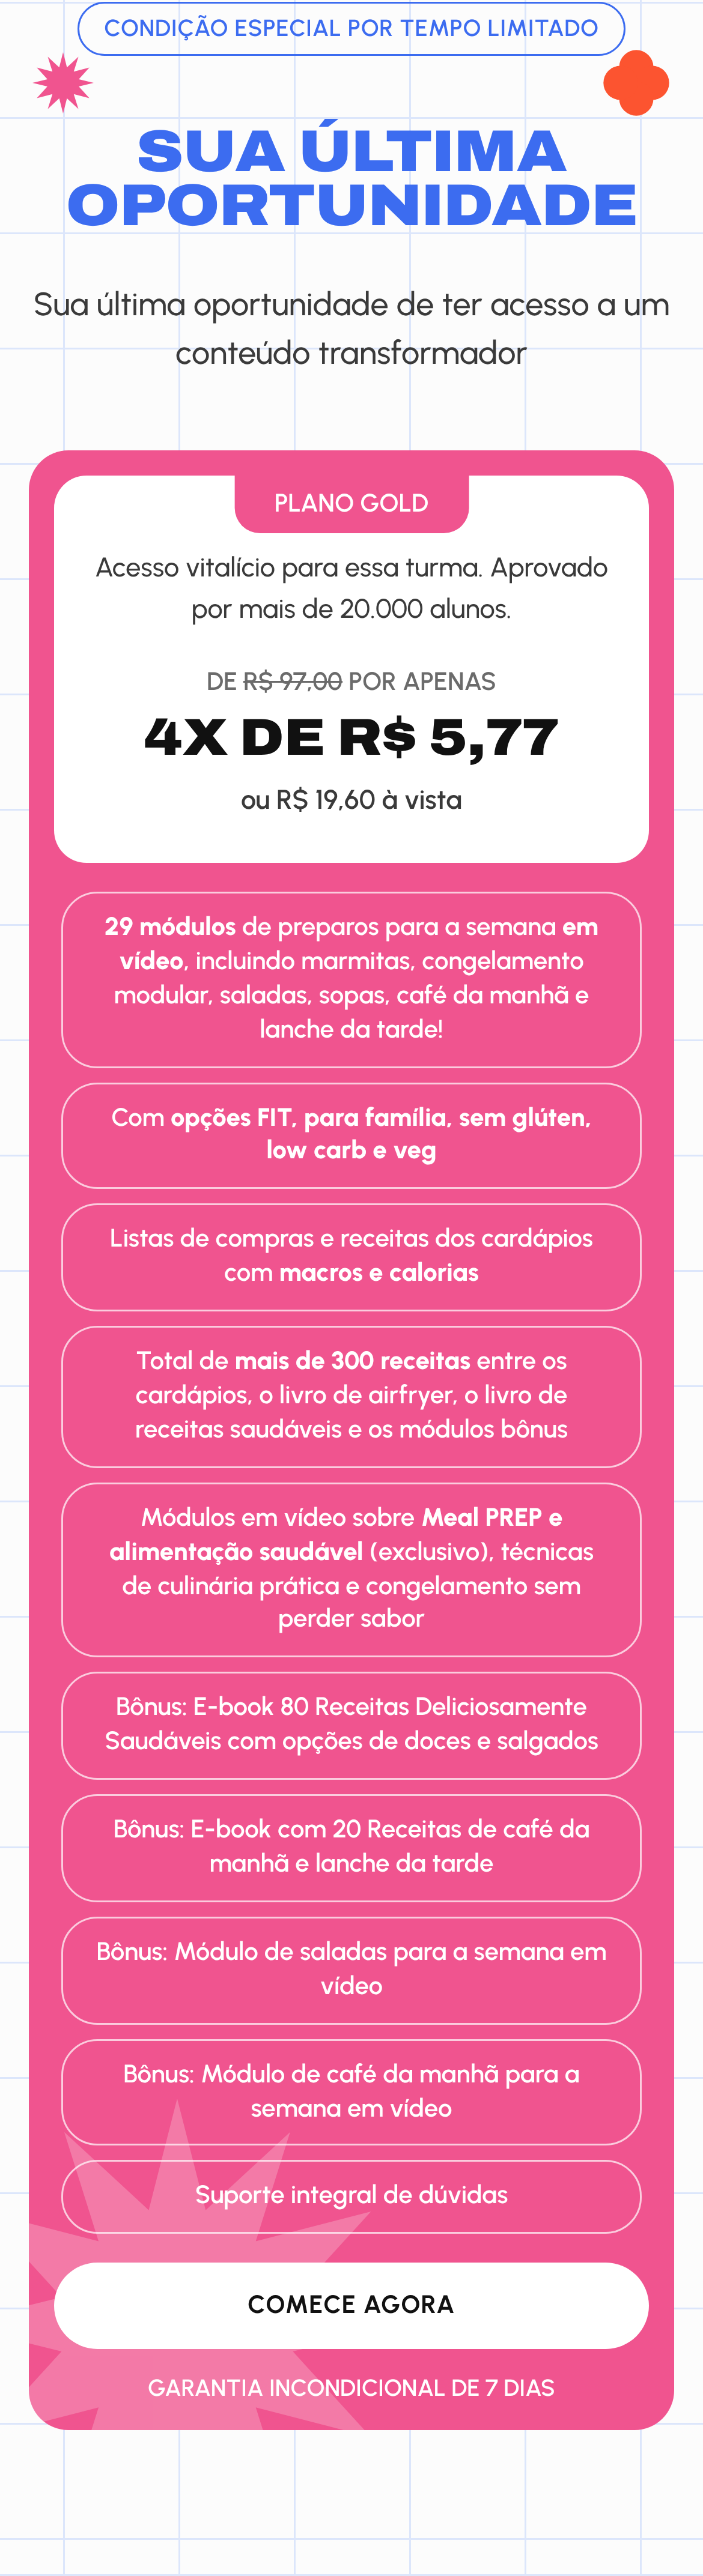 CONDIÇÃO ESPECIAL POR TEMPO LIMITADO
SUA ÚLTIMA
OPORTUNIDADE
Sua última oportunidade de ter acesso a um
conteúdo transformador
PLANO GOLD
Acesso vitalício para essa turma. Aprovado
por mais de 20.000 alunos.
DE R$ 97,00 POR APENAS
4X DE R$ 5,77
ou R$ 19,60 à vista
29 módulos de preparos para a semana em
vídeo, incluindo marmitas, congelamento
modular, saladas, sopas, café da manhã e
lanche da tarde!
Com opções FIT, para família, sem glúten,
low carb e veg
Listas de compras e receitas dos cardápios
com macros e calorias
Total de mais de 300 receitas entre os
cardápios, o livro de airfryer, o livro de
receitas saudáveis e os módulos bônus
Módulos em vídeo sobre Meal PREP e
alimentação saudável (exclusivo), técnicas
de culinária prática e congelamento sem
perder sabor
Bônus: E-book 80 Receitas Deliciosamente
Saudáveis com opções de doces e salgados
Bônus: E-book com 20 Receitas de café da
manhã e lanche da tarde
Bônus: Módulo de saladas para a semana em
vídeo
Bônus: Módulo de café da manhã para a
semana em vídeo
Suporte integral de dúvidas
COMECE AGORA
GARANTIA INCONDICIONAL DE 7 DIAS